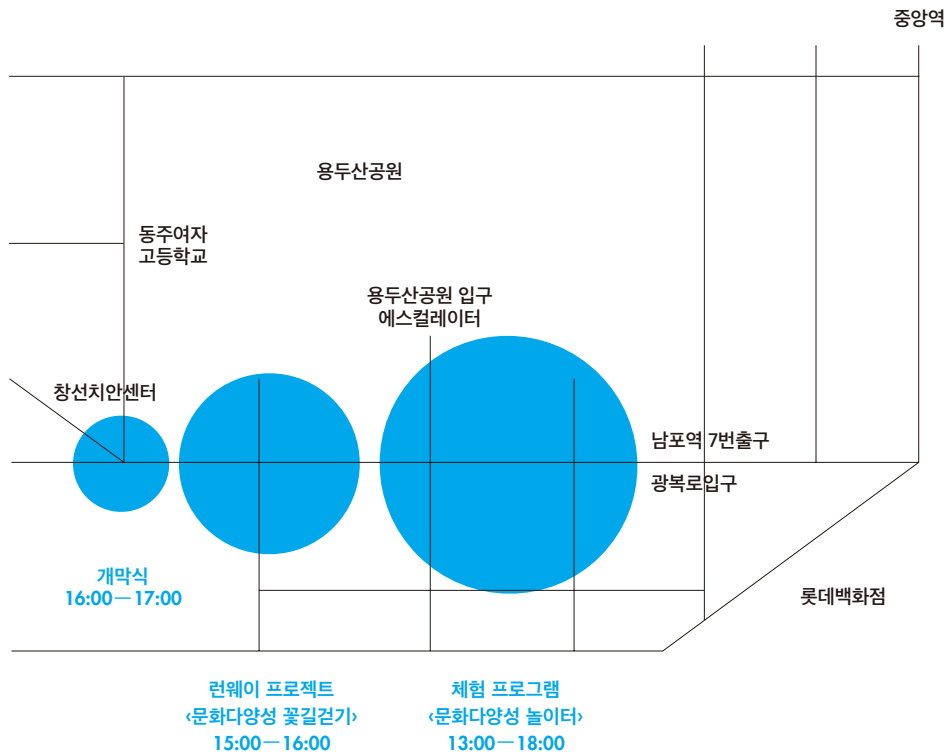 중앙역
용두산공원
동주여자
고등학교
용두산공원 입구
에스컬레이터
창선치안센터
남포역 7번출구
광복로입구
개막식
16:00—17:00
롯데백화점
런웨이 프로젝트
‹문화다양성 꽃길걷기›
15:00—16:00
체험 프로그램
‹문화다양성 놀이터›
13:00—18:00